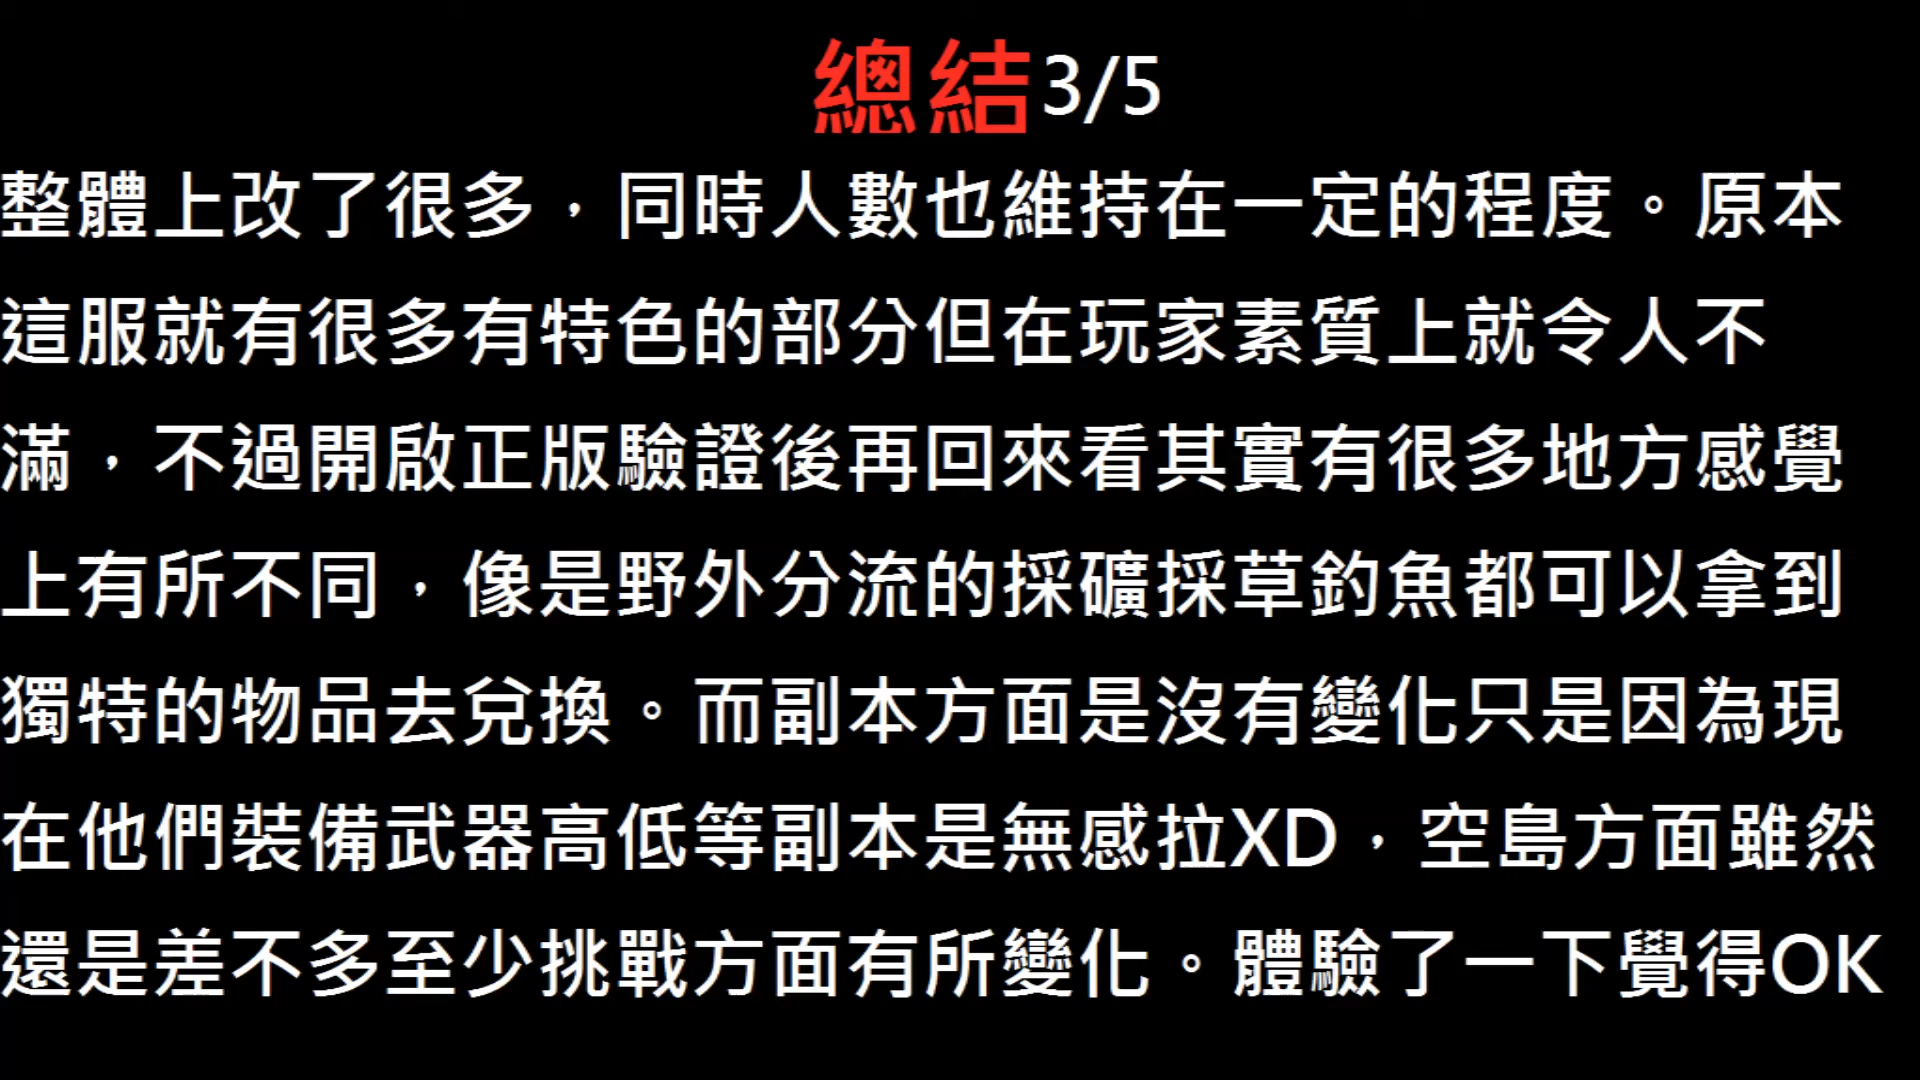 總結3/5
整體上改了很多，同時人數也維持在一定的程度。原本
這服就有很多有特色的部分但在玩家素質上就令人不
滿，不過開啟正版驗證後再回來看其實有很多地方感覺
上有所不同，像是野外分流的採礦採草釣魚都可以拿到
獨特的物品去兌換。而副本方面是沒有變化只是因為現
在他們裝備武器高低等副本是無感拉XD，空島方面雖然
還是差不多至少挑戰方面有所變化。體驗了一下覺得OK